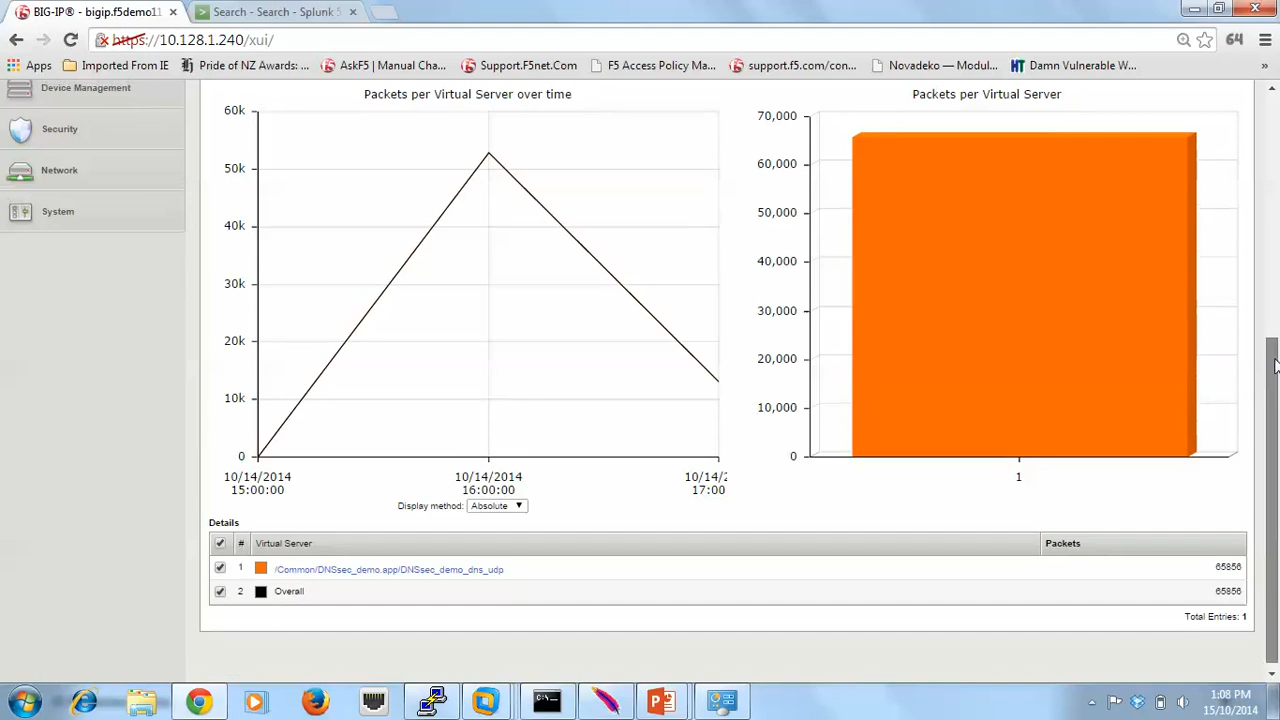 BIG-IP® - bigip.f5demo11
Search - Search - Splunk 5
https://10.128.1.240/xui/
64
Apps
Imported From IE
Pride of NZ Awards: ...
AskF5 | Manual Cha...
Support.F5net.Com
F5 Access Policy Ma...
support.f5.com/con...
Novadeko — Modul...
HT Damn Vulnerable W...
»
Device Management
Security
Network
System
Packets per Virtual Server over time
60k
50k
40k
30k
20k
10k
0
10/14/2014
15:00:00
10/14/2014
16:00:00
10/14/2
17:00
Display method: Absolute
Packets per Virtual Server
70,000
60,000
50,000
40,000
30,000
20,000
10,000
0
1
Details
# Virtual Server Packets
1 /Common/DNSsec_demo.app/DNSsec_demo_dns_udp 65856
2 Overall 65856
Total Entries: 1
C:\.
1:08 PM
15/10/2014